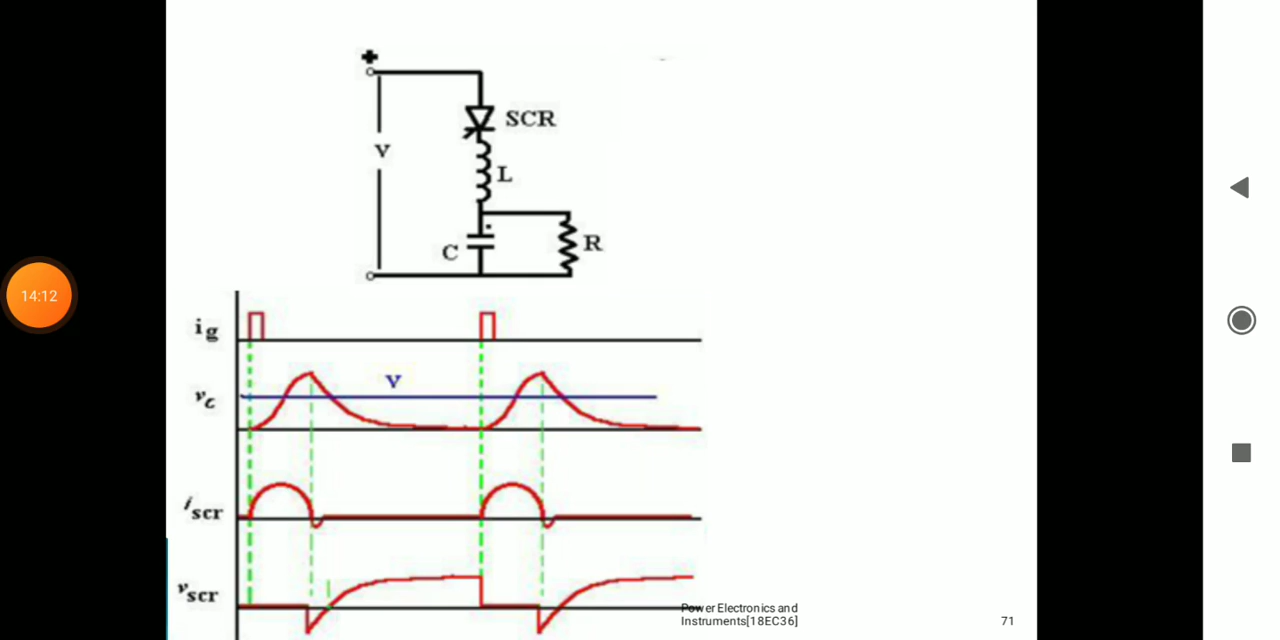 +
SCR
V
L
C
R
ig
vc
V
iscr
vscr
14:12
Power Electronics and
Instruments[18EC36]
71